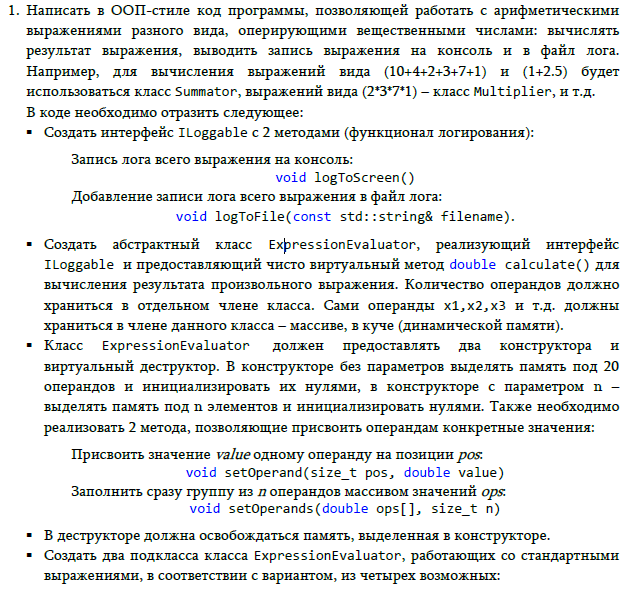 1. Написать в ООП-стиле код программы, позволяющей работать с арифметическими
выражениями разного вида, оперирующими вещественными числами: вычислять
результат выражения, выводить запись выражения на консоль и в файл лога.
Например, для вычисления выражений вида (10+4+2+3+7+1) и (1+2.5) будет
использоваться класс Summator, выражений вида (2*3*7*1) – класс Multiplier, и т.д.
В коде необходимо отразить следующее:
▪ Создать интерфейс ILoggable с 2 методами (функционал логирования):
Запись лога всего выражения на консоль:
void logToScreen()
Добавление записи лога всего выражения в файл лога:
void logToFile(const std::string& filename).
▪ Создать абстрактный класс ExpressionEvaluator, реализующий интерфейс
ILoggable и предоставляющий чисто виртуальный метод double calculate() для
вычисления результата произвольного выражения. Количество операндов должно
храниться в отдельном члене класса. Сами операнды x1,x2,x3 и т.д. должны
храниться в члене данного класса – массиве, в куче (динамической памяти).
▪ Класс ExpressionEvaluator должен предоставлять два конструктора и
виртуальный деструктор. В конструкторе без параметров выделять память под 20
операндов и инициализировать их нулями, в конструкторе с параметром n –
выделять память под n элементов и инициализировать нулями. Также необходимо
реализовать 2 метода, позволяющие присвоить операндам конкретные значения:
Присвоить значение value одному операнду на позиции pos:
void setOperand(size_t pos, double value)
Заполнить сразу группу из n операндов массивом значений ops:
void setOperands(double ops[], size_t n)
▪ В деструкторе должна освобождаться память, выделенная в конструкторе.
▪ Создать два подкласса класса ExpressionEvaluator, работающих со стандартными
выражениями, в соответствии с вариантом, из четырех возможных: